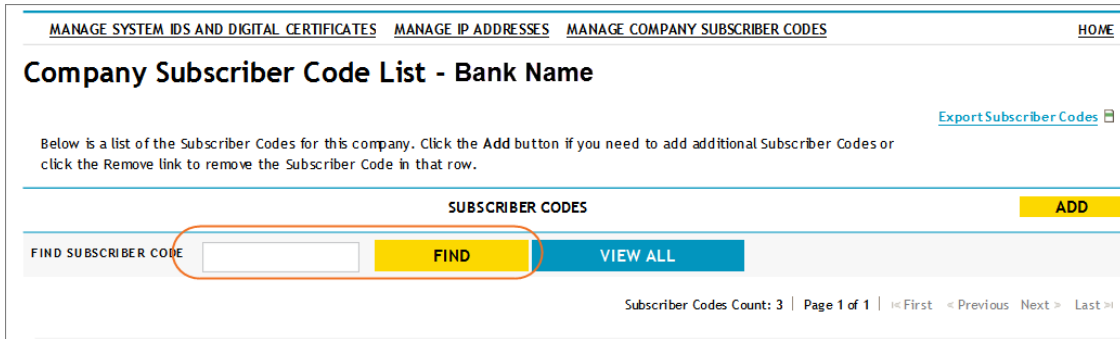 MANAGE SYSTEM IDS AND DIGITAL CERTIFICATES MANAGE IP ADDRESSES MANAGE COMPANY SUBSCRIBER CODES HOME
Company Subscriber Code List - Bank Name
Export Subscriber Codes
Below is a list of the Subscriber Codes for this company. Click the Add button if you need to add additional Subscriber Codes or
click the Remove link to remove the Subscriber Code in that row.
SUBSCRIBER CODES ADD
FIND SUBSCRIBER CODE FIND VIEW ALL
Subscriber Codes Count: 3 | Page 1 of 1 | First < Previous Next > Last